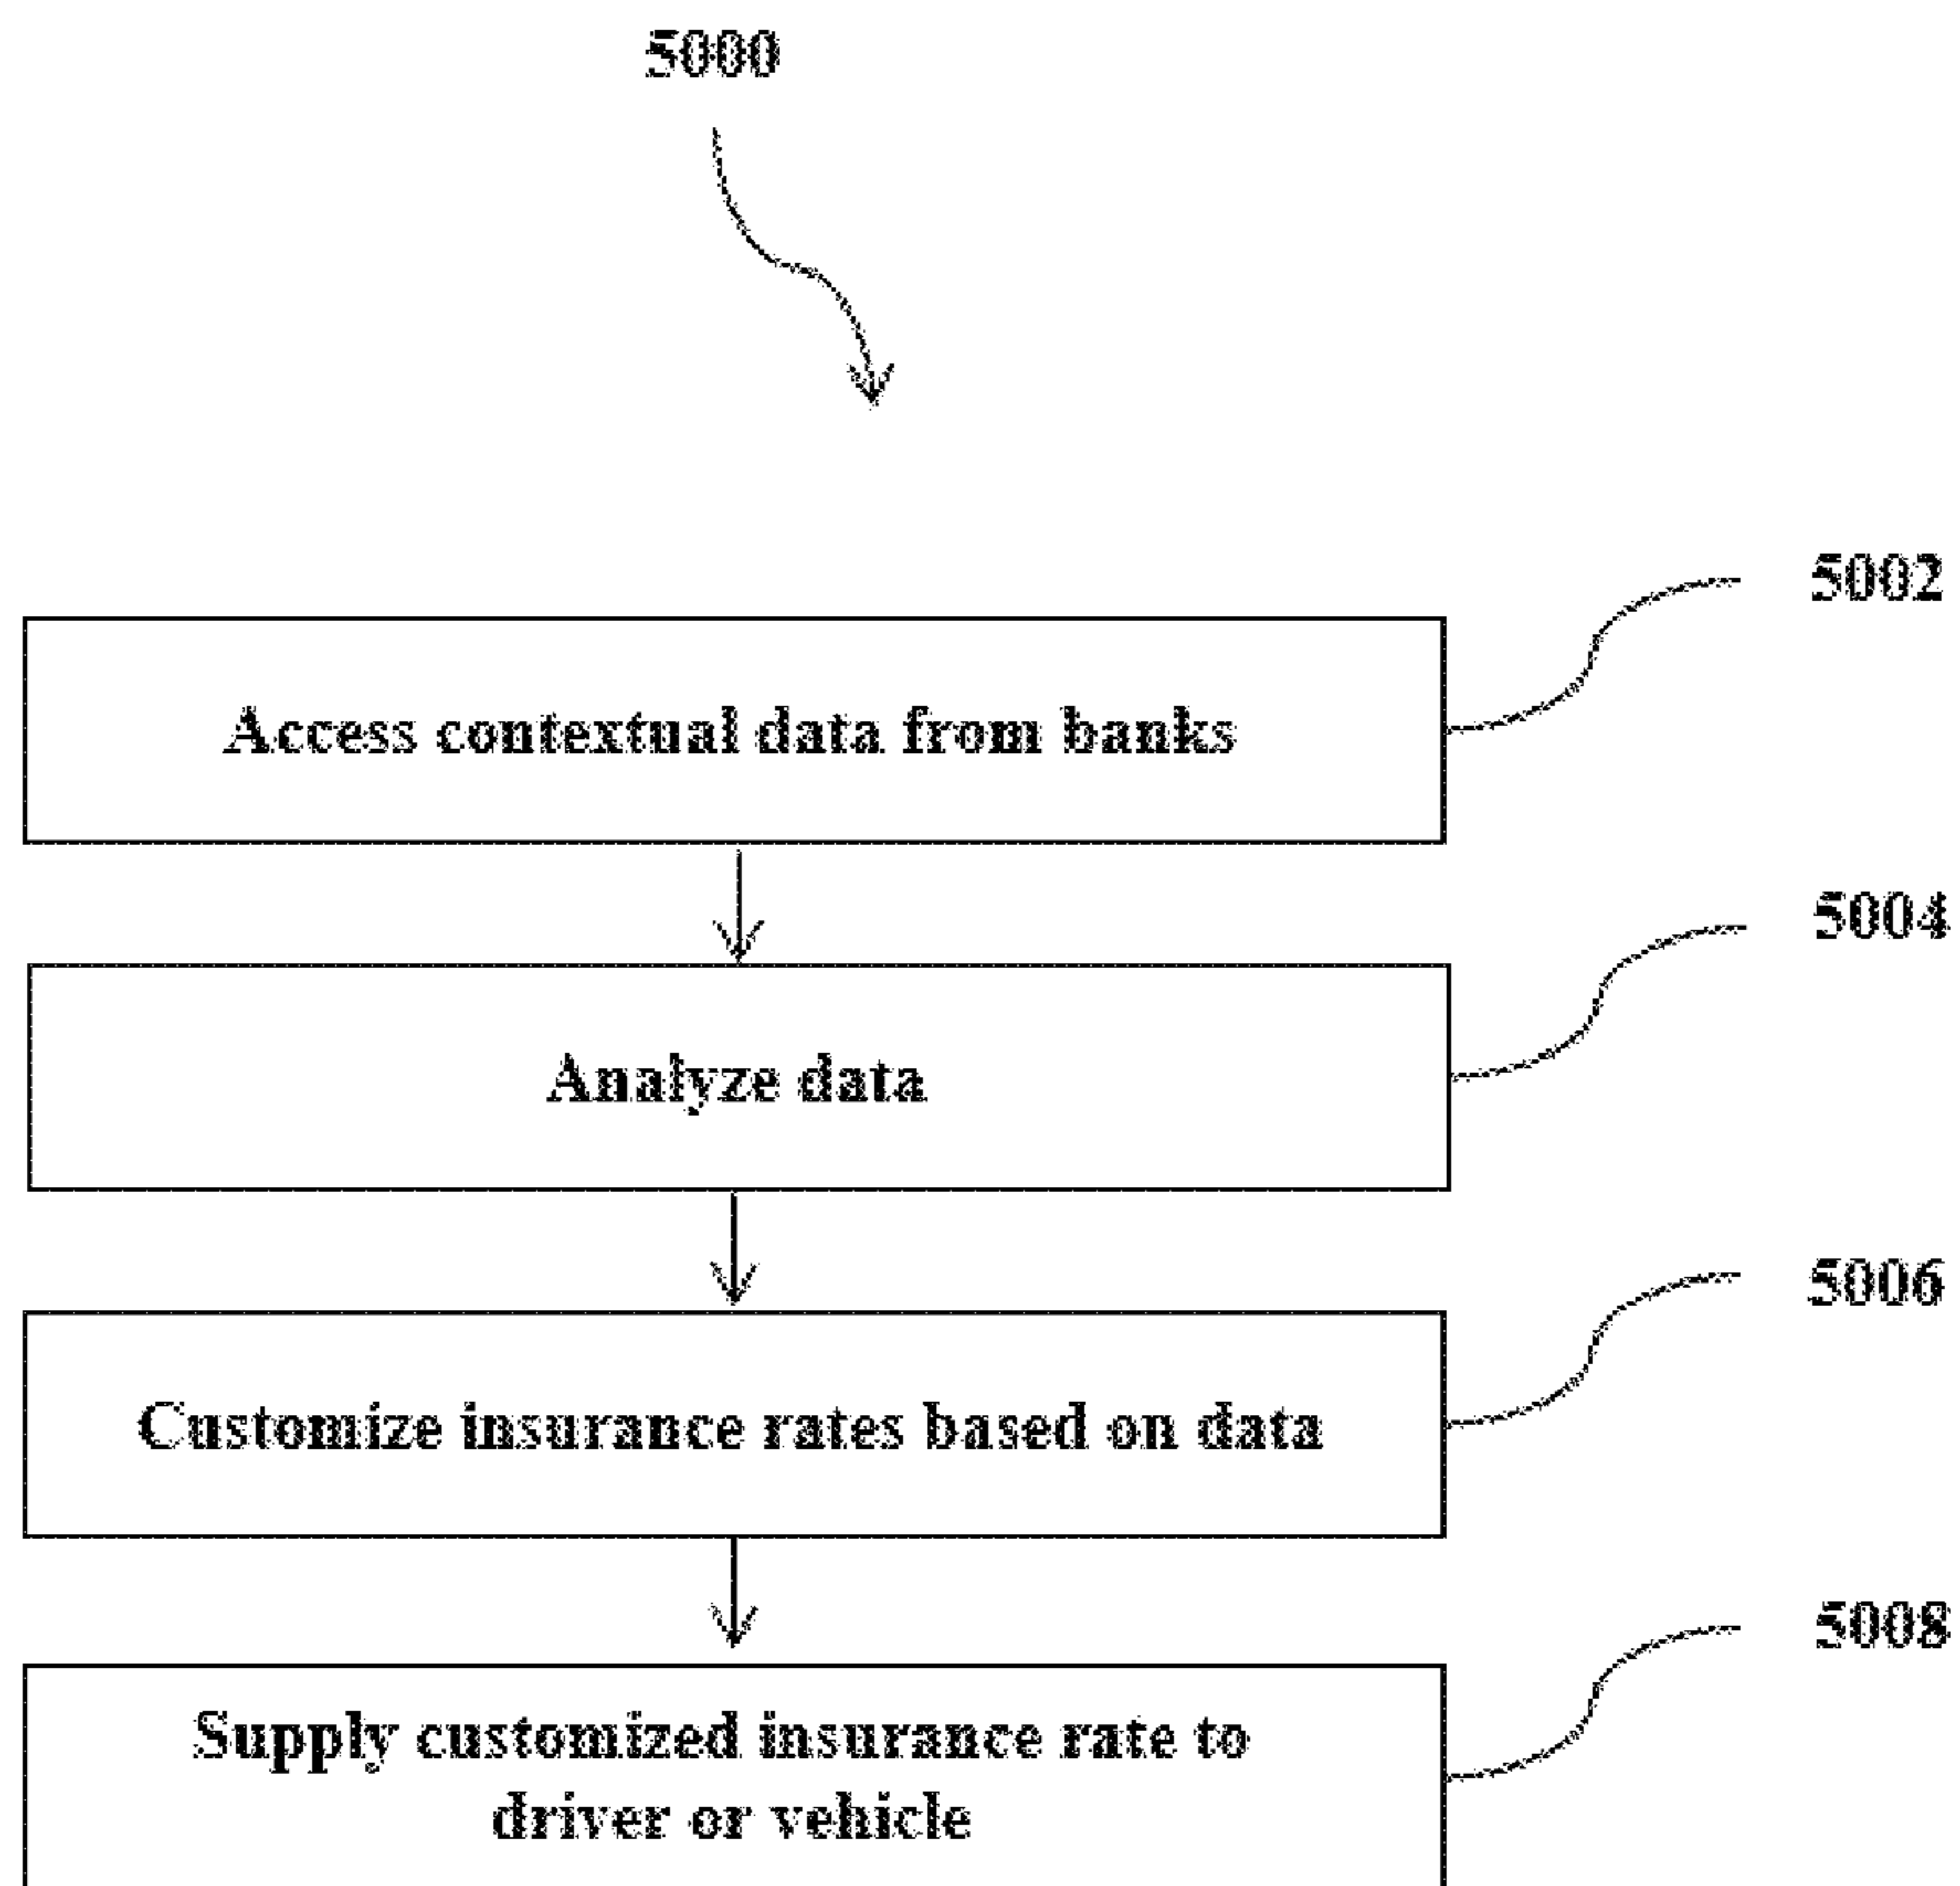 5000
5002
Access contextual data from banks
5004
Analyze data
5006
Customize insurance rates based on data
5008
Supply customized insurance rate to
driver or vehicle